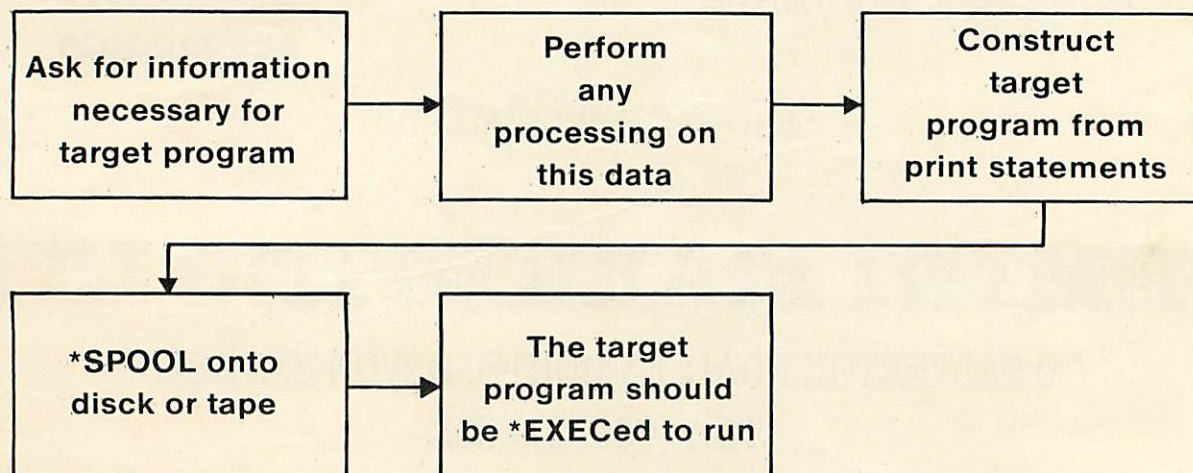 Ask for information
necessary for
target program
Perform
any
processing on
this data
Construct
target
program from
print statements
*SPOOL onto
disck or tape
The target
program should
be *EXECed to run